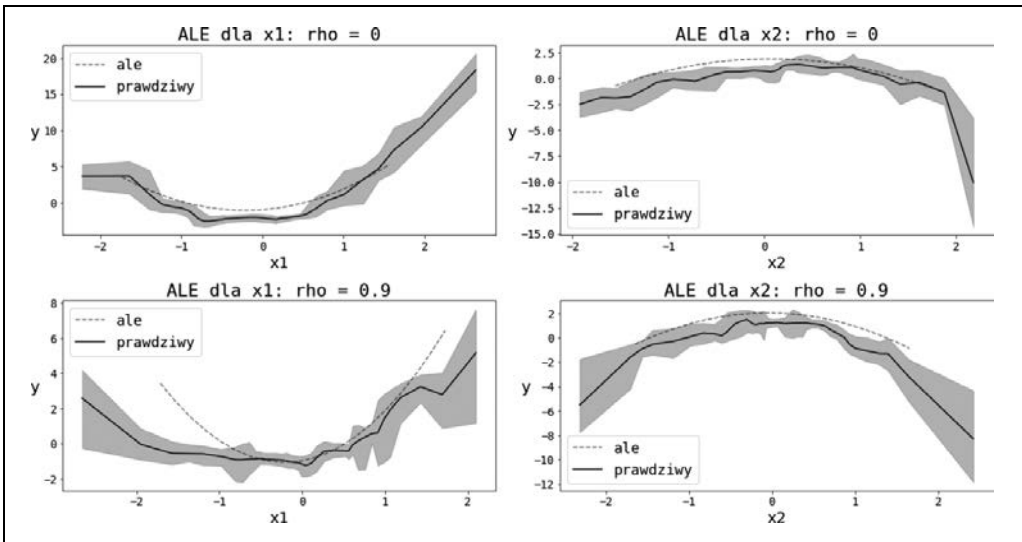 ALE dla x1: rho = 0
20
15
10
5
0
y
ale
prawdziwy
-2
-1
0
1
2
x1
ALE dla x2: rho = 0
2.5
0.0
-2.5
-5.0
-7.5
-10.0
-12.5
-15.0
y
ale
prawdziwy
-2
-1
0
1
2
x2
ALE dla x1: rho = 0.9
8
6
4
2
0
-2
y
ale
prawdziwy
-2
-1
0
1
2
x1
ALE dla x2: rho = 0.9
2
0
-2
-4
-6
-8
-10
-12
y
ale
prawdziwy
-2
-1
0
1
2
x2